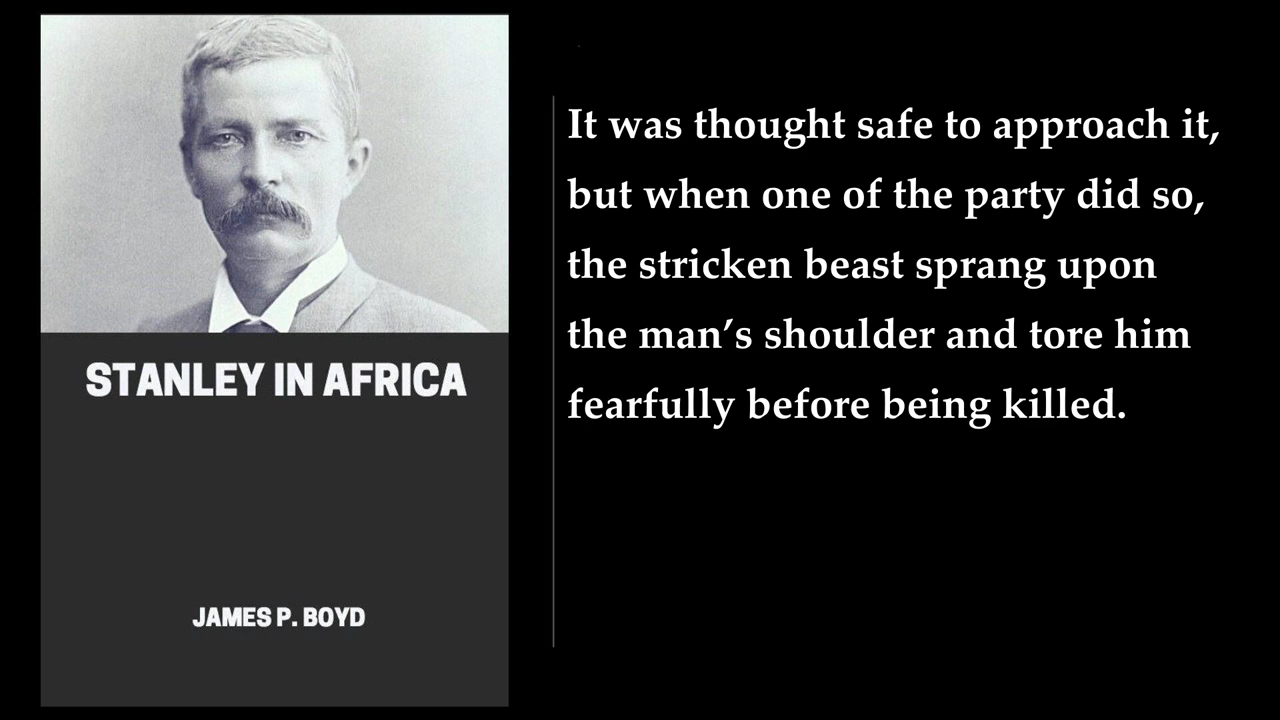 STANLEY IN AFRICA
JAMES P. BOYD
It was thought safe to approach it,
but when one of the party did so,
the stricken beast sprang upon
the man’s shoulder and tore him
fearfully before being killed.